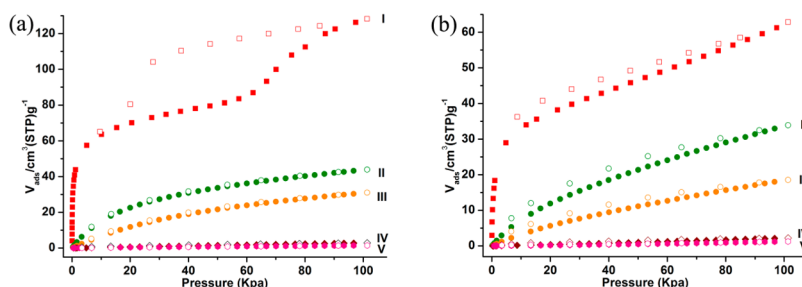 (a)
V_ads/cm³(STP)g⁻¹
120
100
80
60
40
20
0
0 20 40 60 80 100
Pressure (Kpa)
I
II
III
IV
V
(b)
V_ads/cm³(STP)g⁻¹
60
50
40
30
20
10
0
0 20 40 60 80 100
Pressure (Kpa)